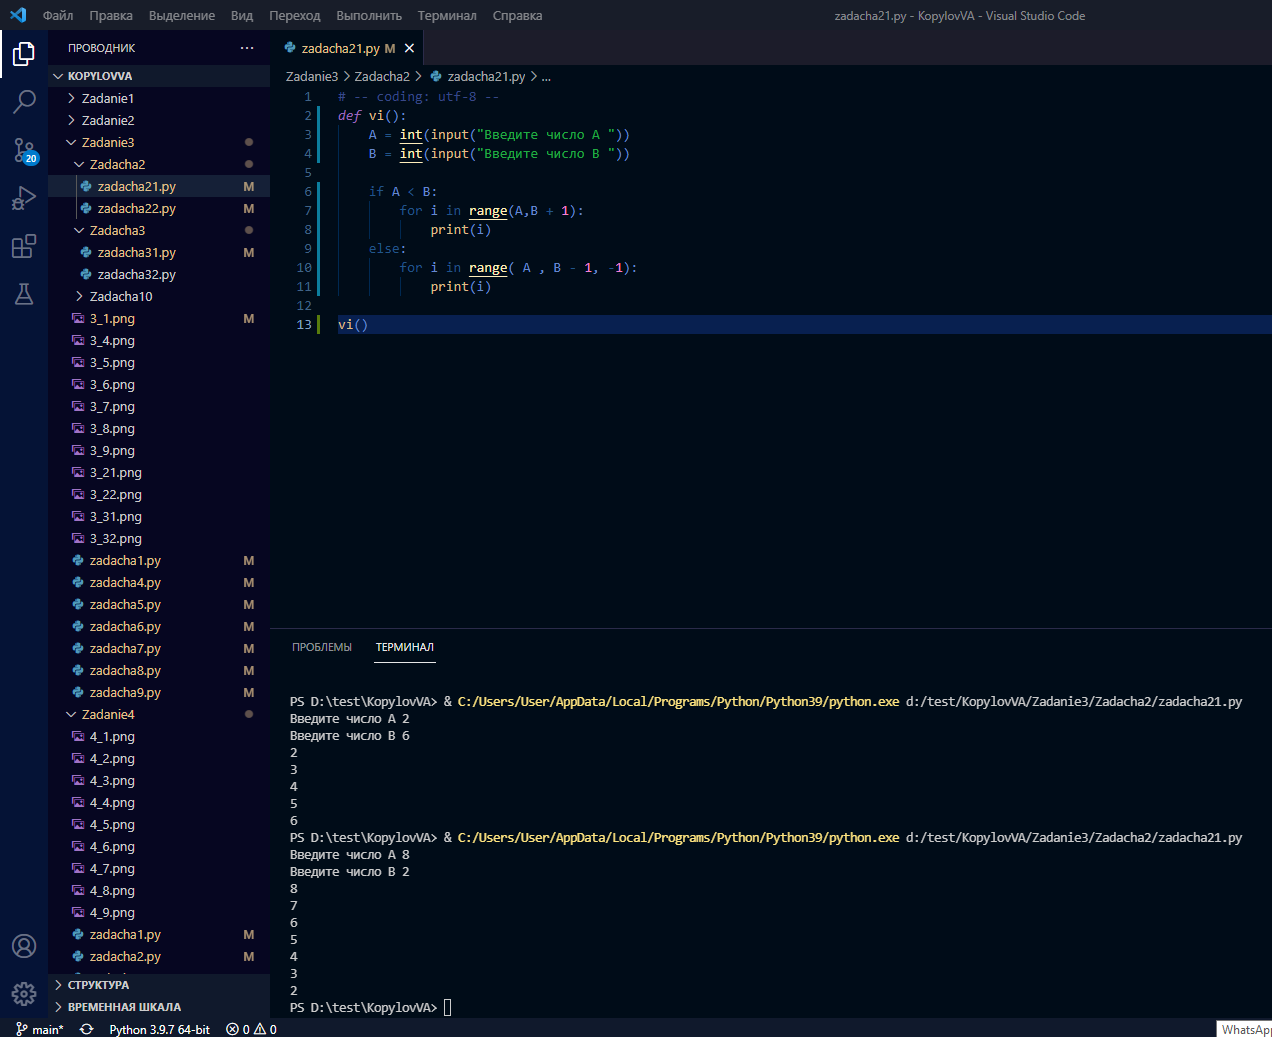 Файл Правка Выделение Вид Переход Выполнить Терминал Справка zadacha21.py - KopylovVA - Visual Studio Code
ПРОВОДНИК ...
zadacha21.py M
KOPYLOVVA
Zadanie3 > Zadacha2 > zadacha21.py > ...
Zadanie1
Zadanie2
Zadanie3
Zadacha2
zadacha21.py M
zadacha22.py M
Zadacha3
zadacha31.py M
zadacha32.py
Zadacha10
3_1.png M
3_4.png
3_5.png
3_6.png
3_7.png
3_8.png
3_9.png
3_21.png
3_22.png
3_31.png
3_32.png
zadacha1.py M
zadacha4.py M
zadacha5.py M
zadacha6.py M
zadacha7.py M
zadacha8.py M
zadacha9.py M
Zadanie4
4_1.png
4_2.png
4_3.png
4_4.png
4_5.png
4_6.png
4_7.png
4_8.png
4_9.png
zadacha1.py M
zadacha2.py M
СТРУКТУРА
ВРЕМЕННАЯ ШКАЛА
20
1 # -- coding: utf-8 --
2 def vi():
3 A = int(input("Введите число A "))
4 B = int(input("Введите число B "))
5
6 if A < B:
7 for i in range(A,B + 1):
8 print(i)
9 else:
10 for i in range( A , B - 1, -1):
11 print(i)
12
13 vi()
ПРОБЛЕМЫ ТЕРМИНАЛ
PS D:\test\KopylovVA> & C:/Users/User/AppData/Local/Programs/Python/Python39/python.exe d:/test/KopylovVA/Zadanie3/Zadacha2/zadacha21.py
Введите число A 2
Введите число B 6
2
3
4
5
6
PS D:\test\KopylovVA> & C:/Users/User/AppData/Local/Programs/Python/Python39/python.exe d:/test/KopylovVA/Zadanie3/Zadacha2/zadacha21.py
Введите число A 8
Введите число B 2
8
7
6
5
4
3
2
PS D:\test\KopylovVA>
main* Python 3.9.7 64-bit 0 0
WhatsApp